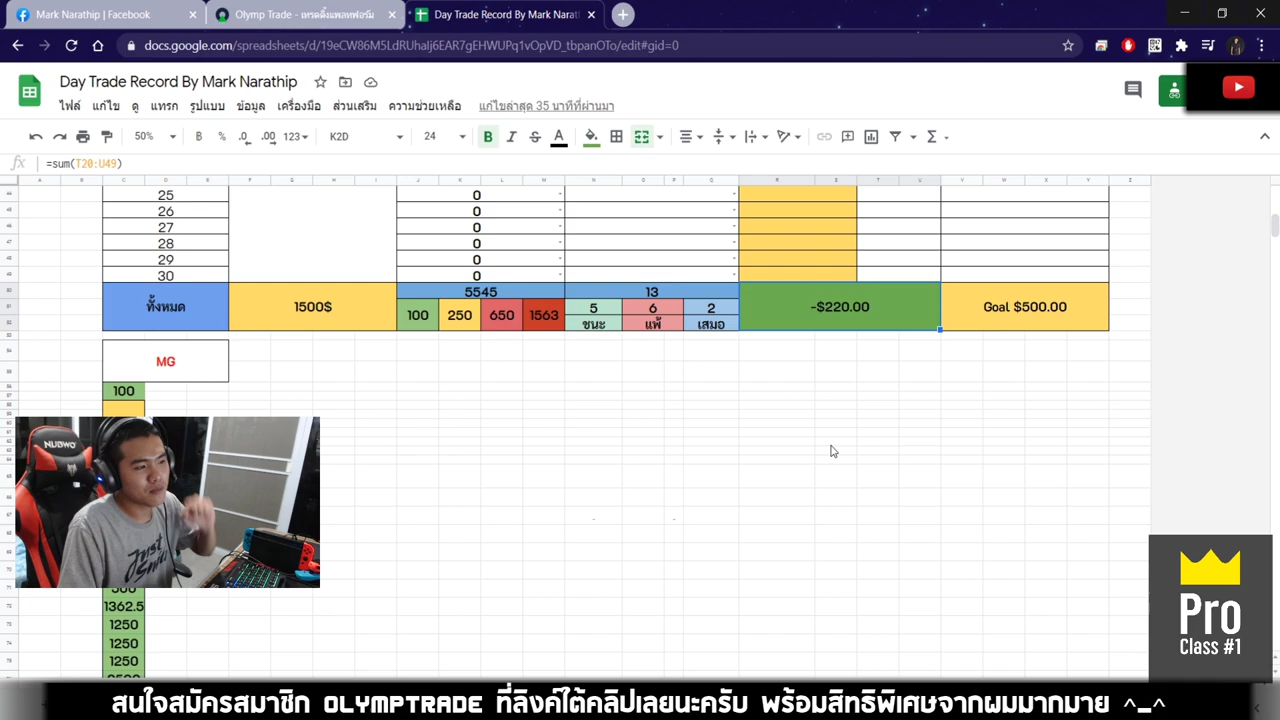 Mark Narathip | Facebook
Olymp Trade - เทรดดิ้งแพลทฟอร์ม
Day Trade Record By Mark Narat
docs.google.com/spreadsheets/d/19eCW86M5LdRUhaIj6EAR7gEHWUPq1vOpVD_tbpanOTo/edit#gid=0
Day Trade Record By Mark Narathip
ไฟล์ แก้ไข ดู แทรก รูปแบบ ข้อมูล เครื่องมือ ส่วนเสริม ความช่วยเหลือ แก้ไขล่าสุด 35 นาทีที่ผ่านมา
50% B % .0 .00 123 K2D 24 B I S A Σ
fx =sum(T20:U49)
25 0
26 0
27 0
28 0
29 0
30 0
ทั้งหมด 1500$ 5545 13 -$220.00 Goal $500.00
100 250 650 1563 5 6 2
ชนะ แพ้ เสมอ
MG
100
NUBWO
JUST
500
1362.5
1250
1250
1250
Pro
Class #1
สนใจสมัครสมาชิก OLYMPTRADE ที่ลิงค์ใต้คลิปเลยนะครับ พร้อมสิทธิพิเศษจากผมมากมาย ^_^